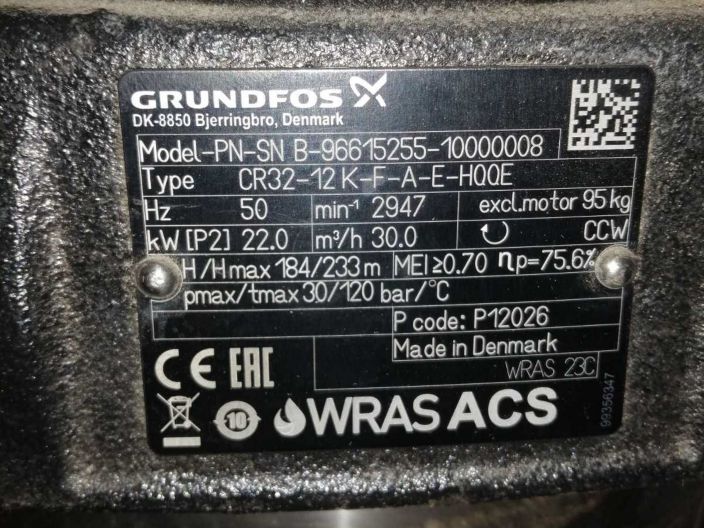 GRUNDFOS
DK-8850 Bjerringbro, Denmark
Model-PN-SN B-96615255-10000008
Type CR32-12 K-F-A-E-HQQE
Hz 50 min⁻¹ 2947 excl.motor 95 kg
kW [P2] 22.0 m³/h 30.0 CCW
H/Hmax 184/233 m MEI≥0.70 ηp=75.6%
pmax/tmax 30/120 bar/°C
P code: P12026
Made in Denmark
WRAS 23C
CE EAC
10 WRAS ACS
99356347